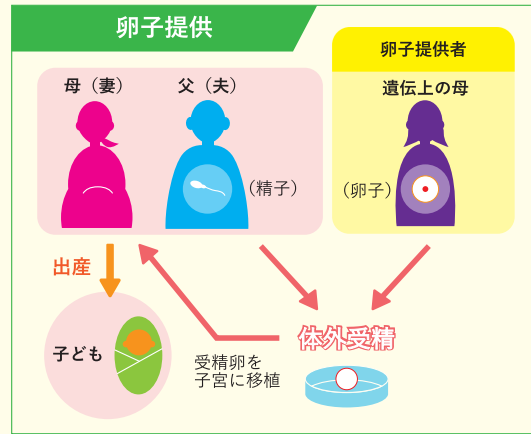 卵子提供
卵子提供者
母（妻）
父（夫）
遺伝上の母
（精子）
（卵子）
出産
体外受精
子ども
受精卵を
子宮に移植